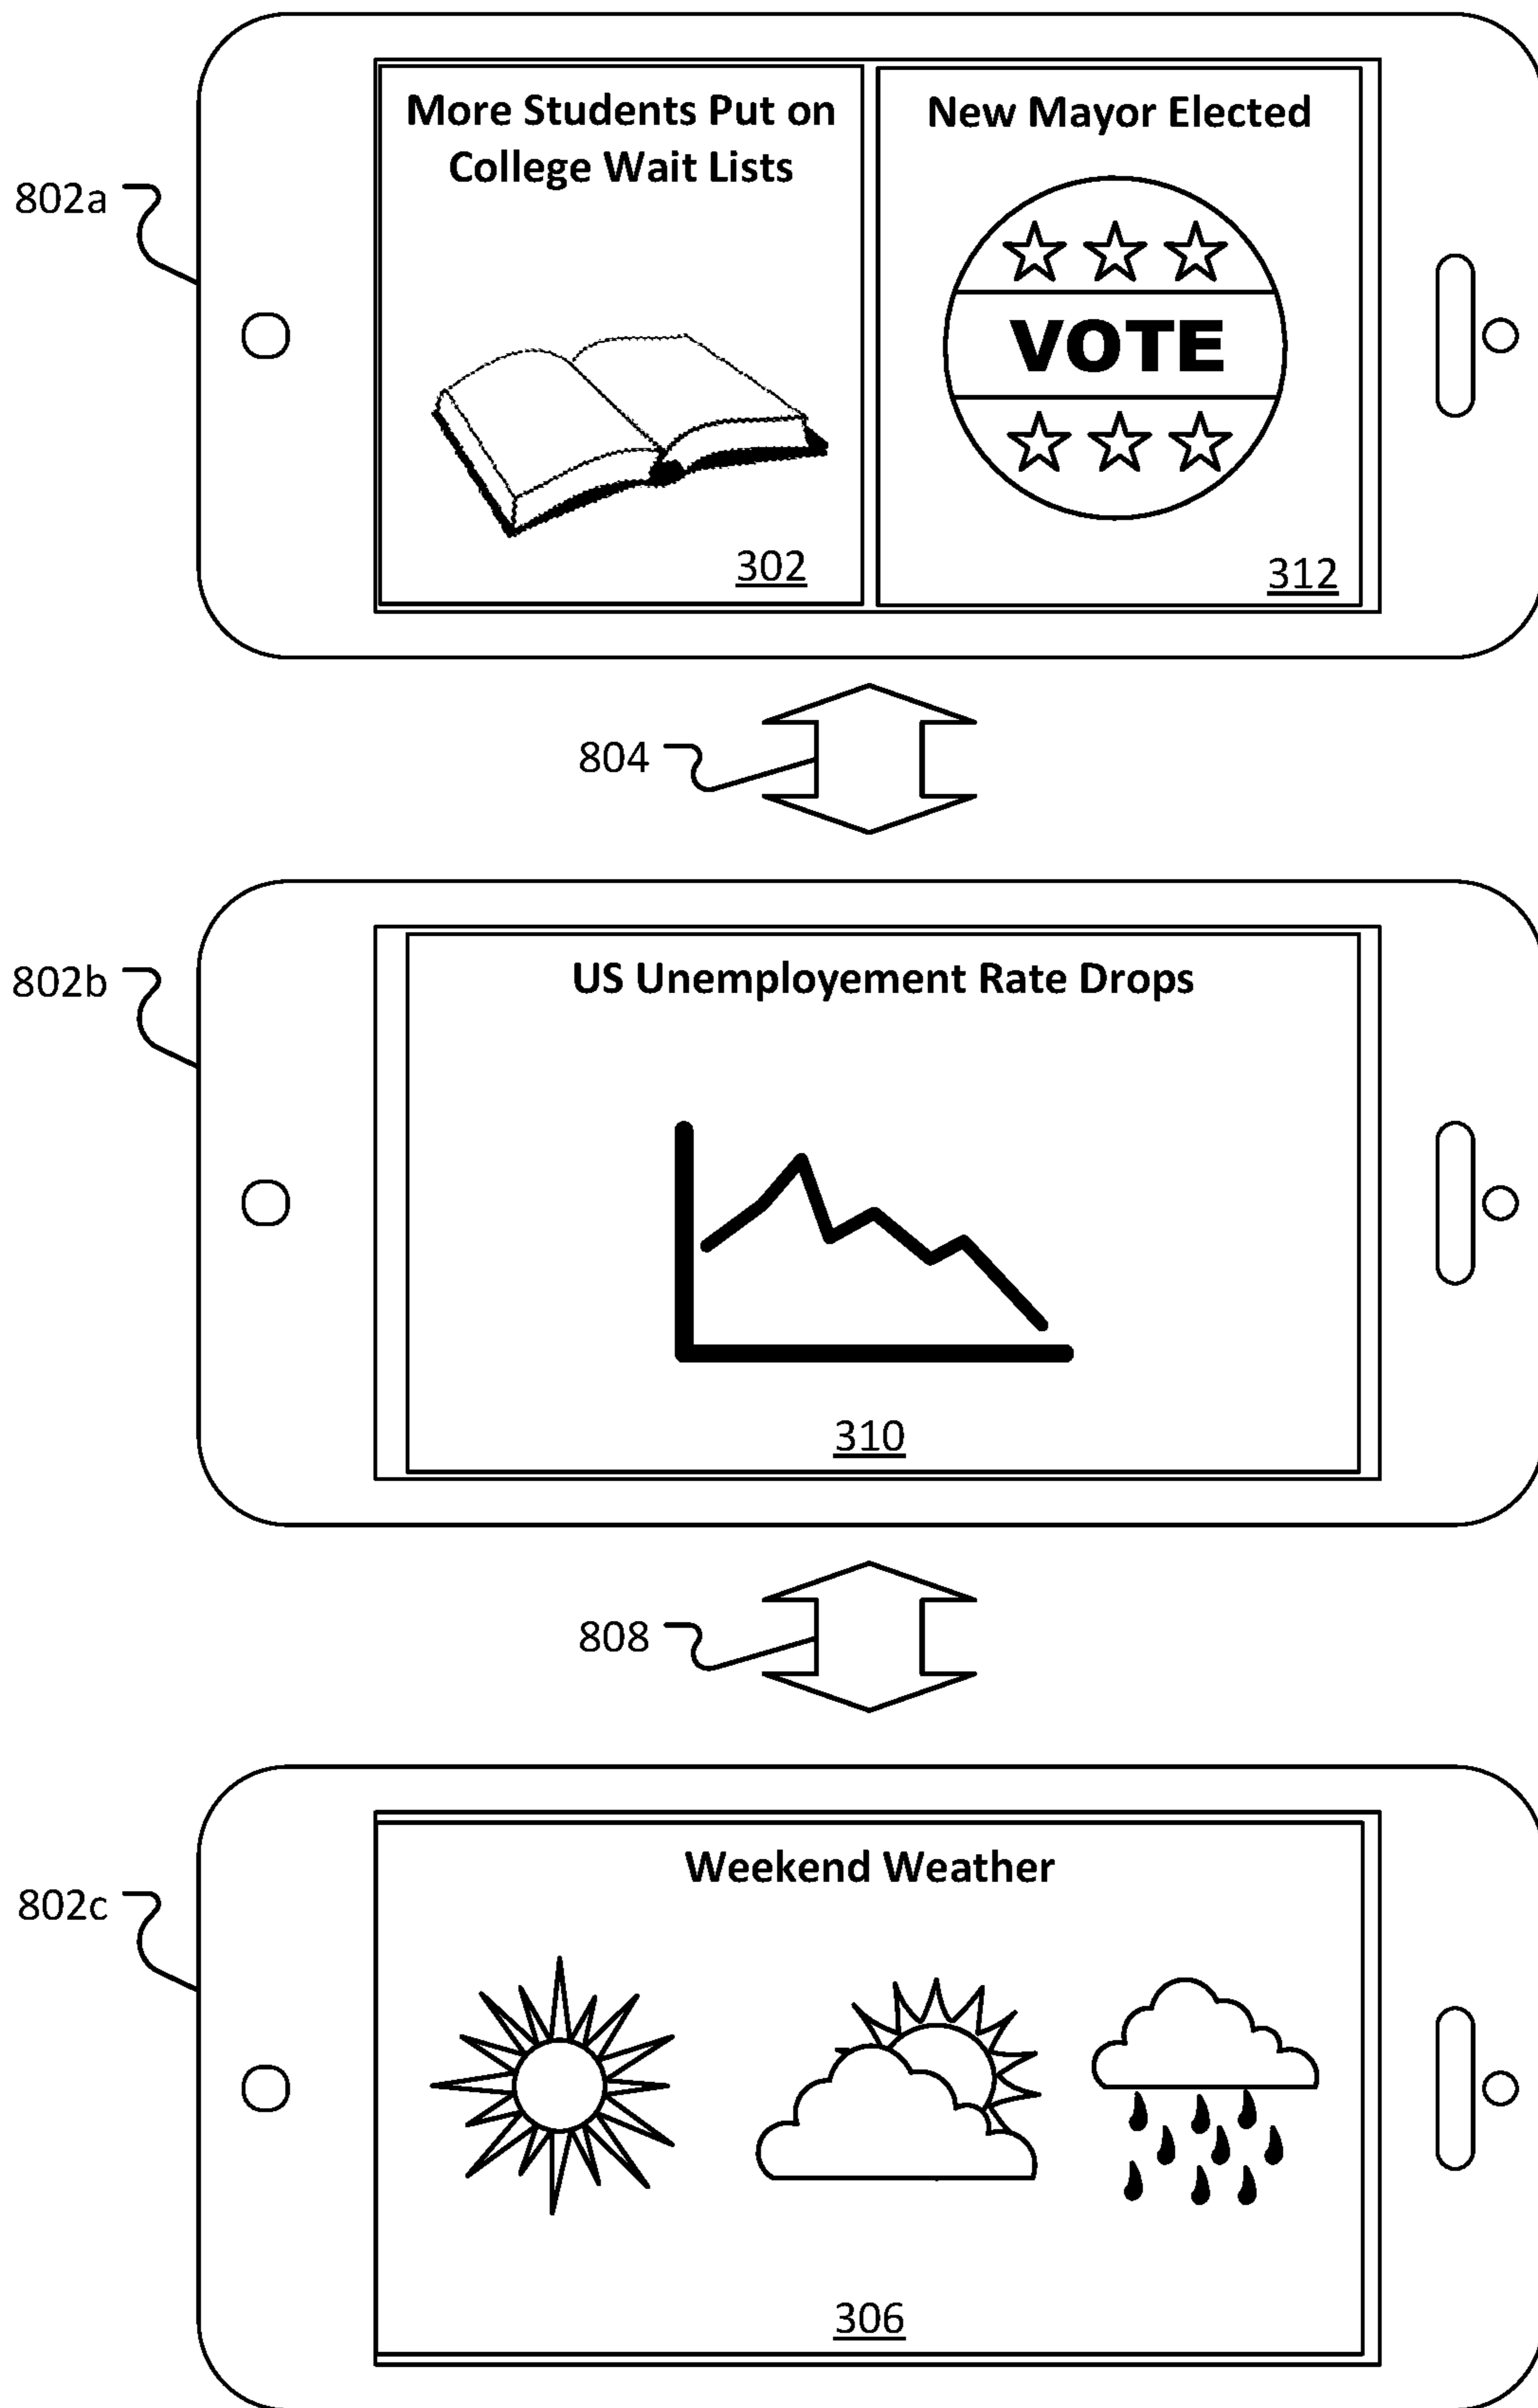 More Students Put on
College Wait Lists
New Mayor Elected
802a
VOTE
302
312
804
802b
US Unemployement Rate Drops
310
808
802c
Weekend Weather
306